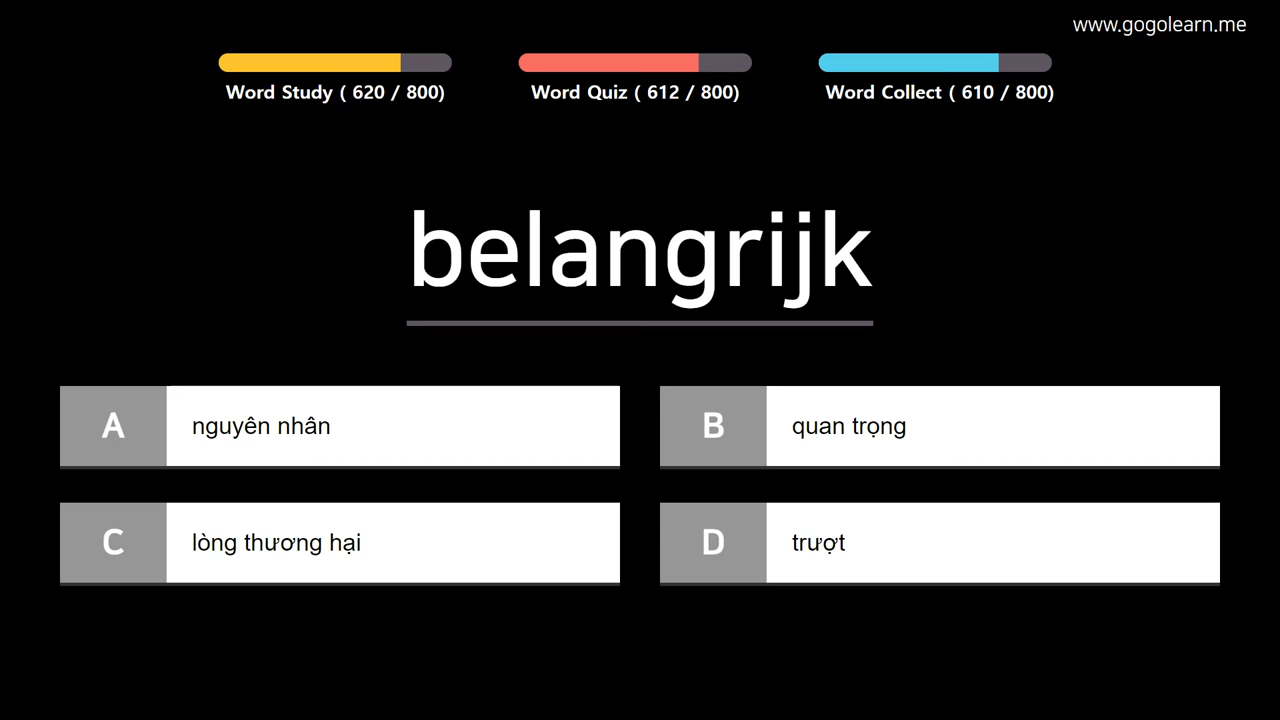 www.gogolearn.me
Word Study ( 620 / 800)
Word Quiz ( 612 / 800)
Word Collect ( 610 / 800)
belangrijk
A nguyên nhân
B quan trọng
C lòng thương hại
D trượt